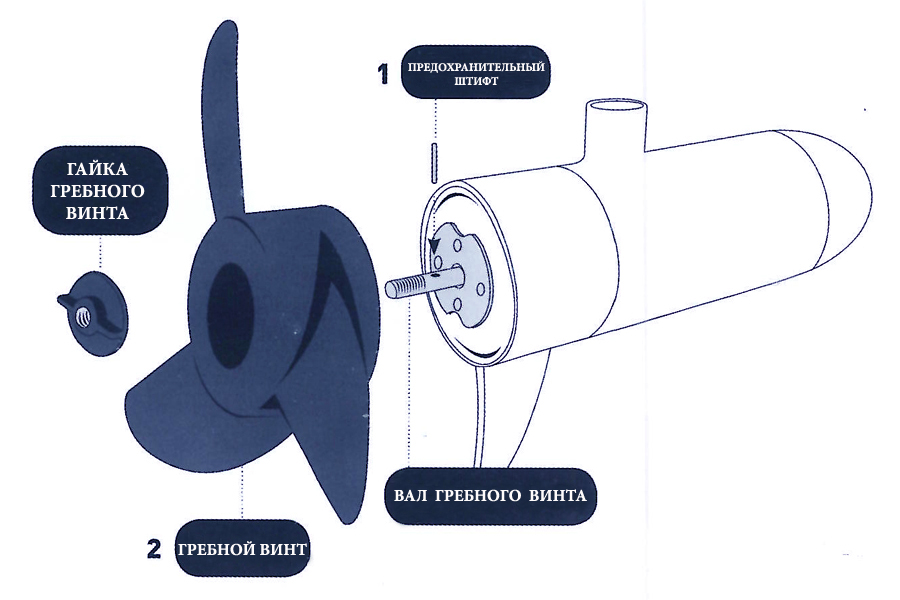 1
ПРЕДОХРАНИТЕЛЬНЫЙ
ШТИФТ
ГАЙКА
ГРЕБНОГО
ВИНТА
ВАЛ ГРЕБНОГО ВИНТА
2
ГРЕБНОЙ ВИНТ